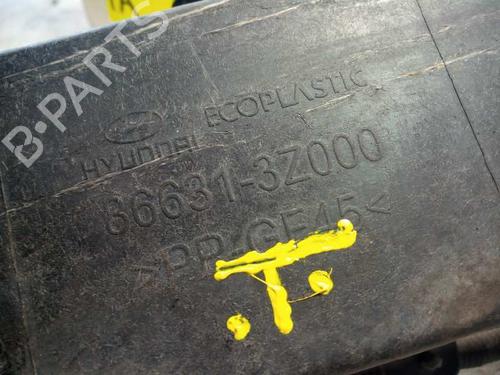 B-PARTS
HYUNDAI ECOPLASTIC
86631-3Z000
>PP-GF45<